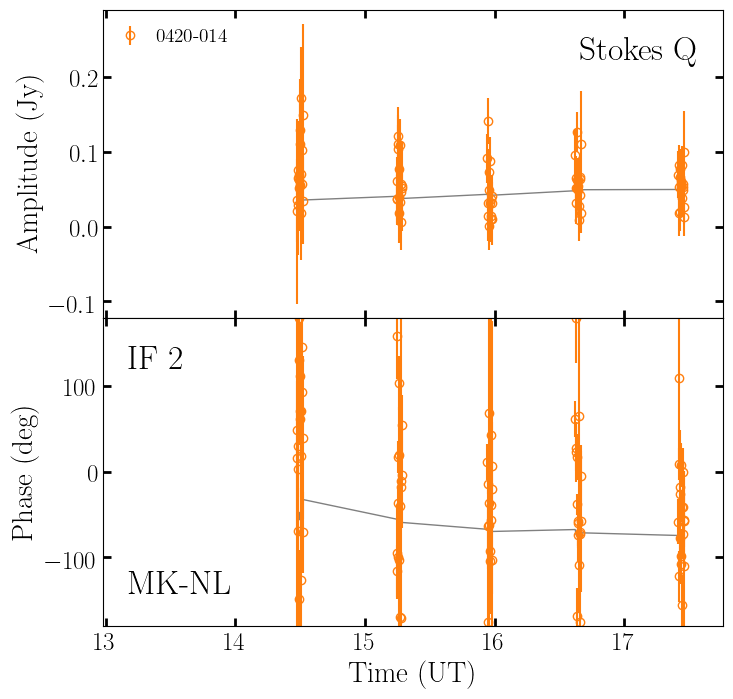 0420-014
Stokes Q
Amplitude (Jy)
0.2
0.1
0.0
−0.1
IF 2
Phase (deg)
100
0
−100
MK-NL
13 14 15 16 17
Time (UT)